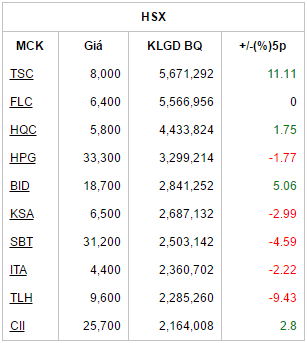 HSX
MCK Giá KLGD BQ +/-(%)5p
TSC 8,000 5,671,292 11.11
FLC 6,400 5,566,956 0
HQC 5,800 4,433,824 1.75
HPG 33,300 3,299,214 -1.77
BID 18,700 2,841,252 5.06
KSA 6,500 2,687,132 -2.99
SBT 31,200 2,503,142 -4.59
ITA 4,400 2,360,702 -2.22
TLH 9,600 2,285,260 -9.43
CII 25,700 2,164,008 2.8